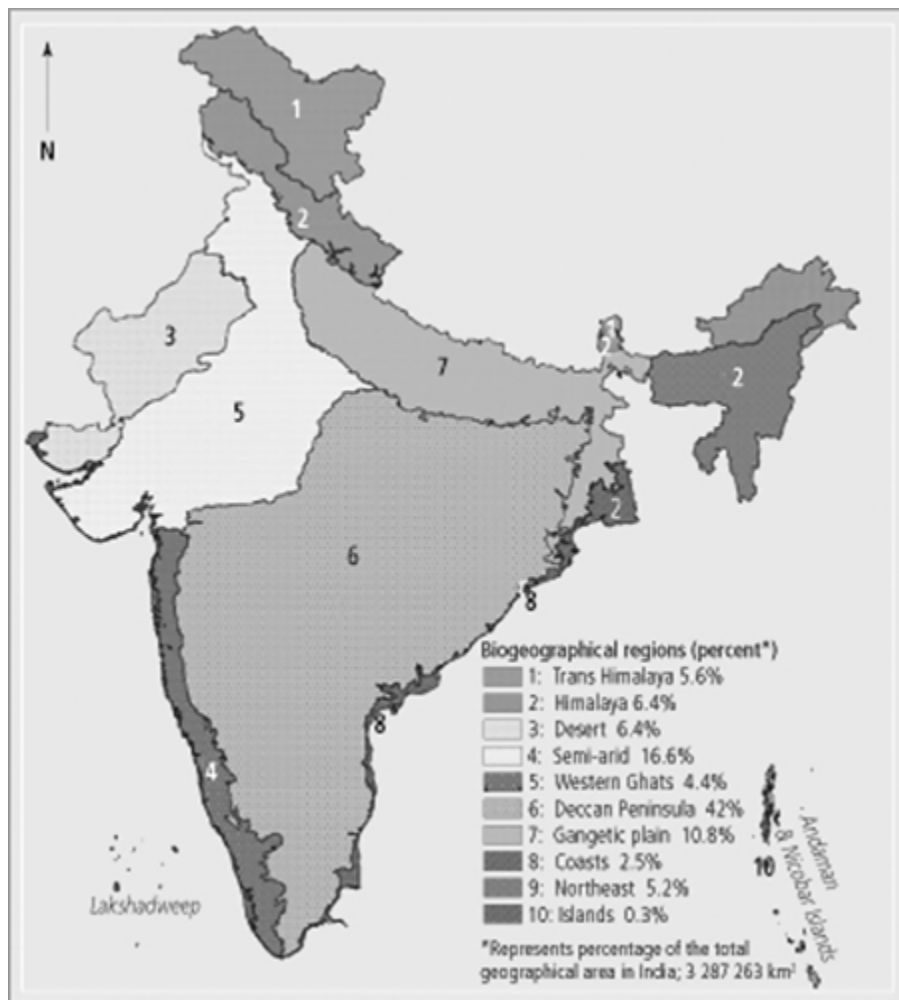 N
1
2
3
7
2
2
5
2
6
8
Biogeographical regions (percent*)
1: Trans Himalaya 5.6%
2: Himalaya 6.4%
3: Desert 6.4%
4: Semi-arid 16.6%
5: Western Ghats 4.4%
6: Deccan Peninsula 42%
7: Gangetic plain 10.8%
8: Coasts 2.5%
9: Northeast 5.2%
10: Islands 0.3%
*Represents percentage of the total
geographical area in India; 3 287 263 km²
8
4
10
Andaman
& Nicobar Islands
Lakshadweep